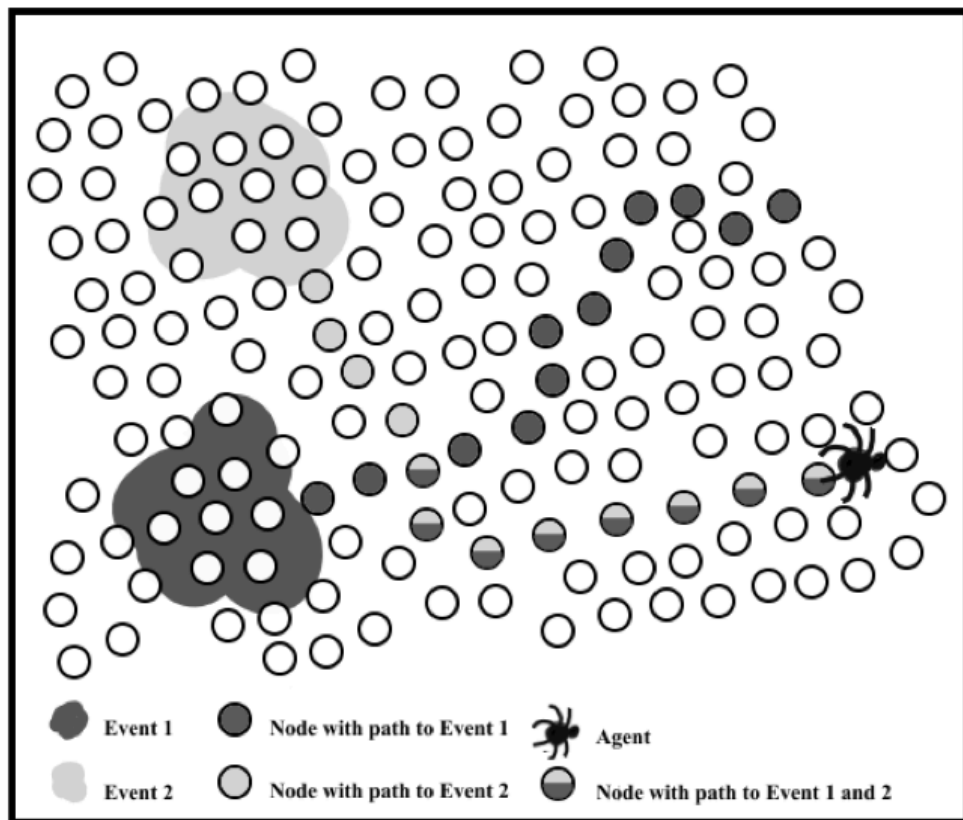 Event 1
Node with path to Event 1
Agent
Event 2
Node with path to Event 2
Node with path to Event 1 and 2